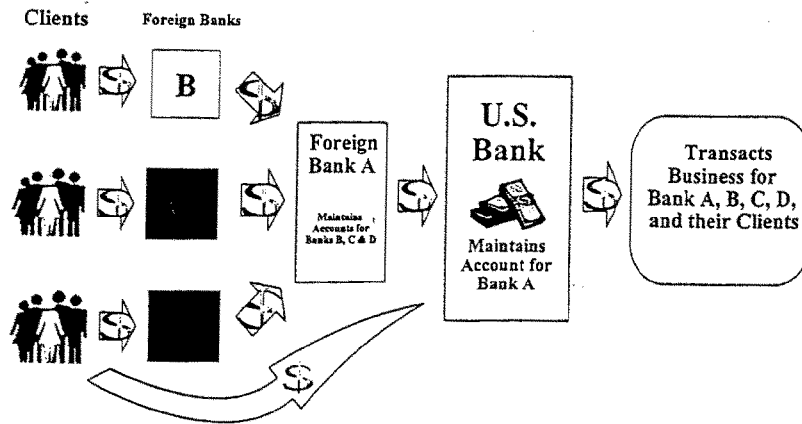 Clients
Foreign Banks
B
Foreign
Bank A
Maintains
Accounts for
Banks B, C & D
U.S.
Bank
Maintains
Account for
Bank A
Transacts
Business for
Bank A, B, C, D,
and their Clients
$
$
$
$
$
$
$
$
$